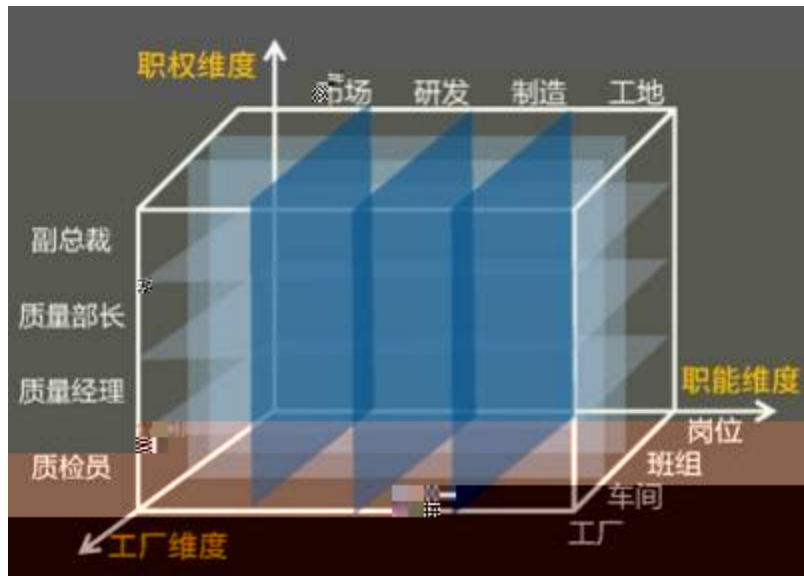 职权维度
市场 研发 制造 工地
副总裁
质量部长
质量经理
质检员
职能维度
岗位
班组
车间
工厂
工厂维度